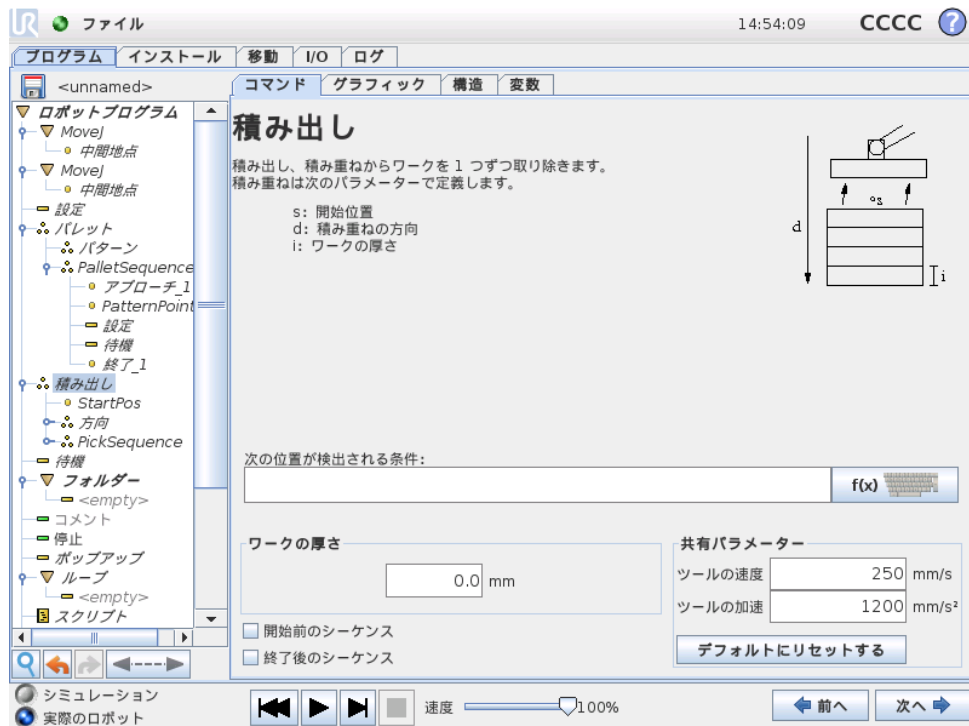 UR ファイル 14:54:09 CCCC ?
プログラム インストール 移動 I/O ログ
<unnamed>
コマンド グラフィック 構造 変数
ロボットプログラム
MoveJ
中間地点
MoveJ
中間地点
設定
パレット
パターン
PalletSequence
アプローチ_1
PatternPoint
設定
待機
終了_1
積み出し
StartPos
方向
PickSequence
待機
フォルダー
<empty>
コメント
停止
ポップアップ
ループ
<empty>
スクリプト
積み出し
積み出し、積み重ねからワークを 1 つずつ取り除きます。
積み重ねは次のパラメーターで定義します。
s: 開始位置
d: 積み重ねの方向
i: ワークの厚さ
s
d
i
次の位置が検出される条件:
f(x)
ワークの厚さ
0.0 mm
共有パラメーター
ツールの速度 250 mm/s
ツールの加速 1200 mm/s²
デフォルトにリセットする
開始前のシーケンス
終了後のシーケンス
シミュレーション
実際のロボット
速度 100%
前へ 次へ